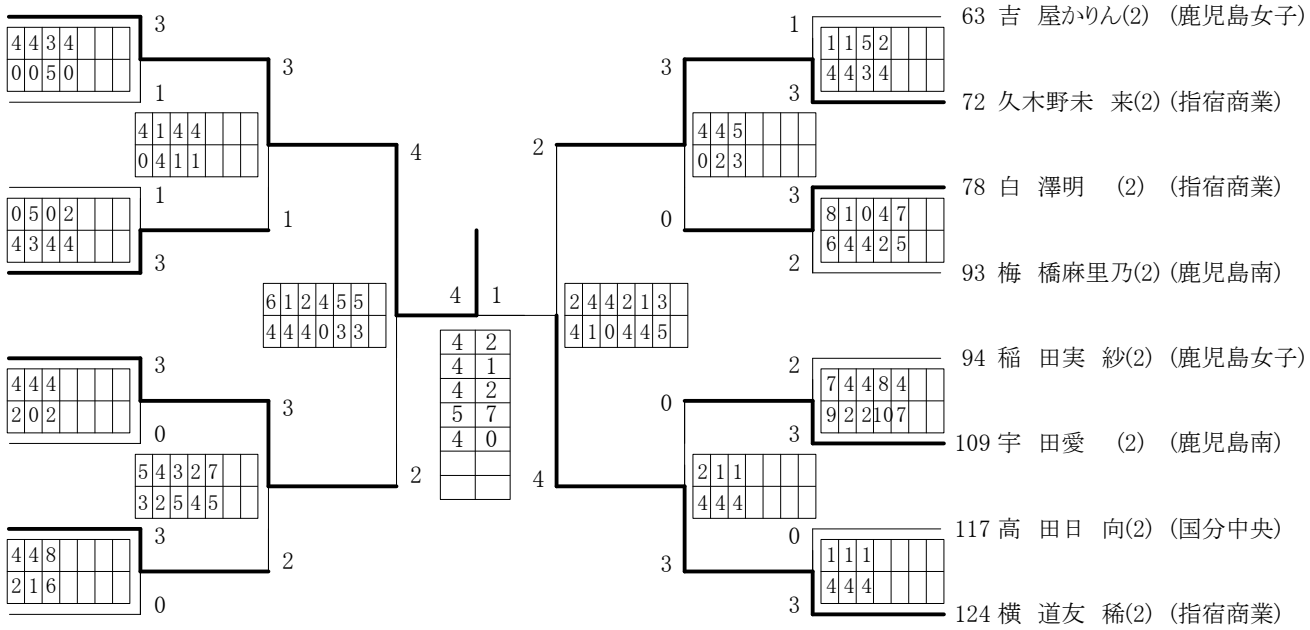 3
4 4 3 4
0 0 5 0
1
3
4 1 4 4
0 4 1 1
1
0 5 0 2
4 3 4 4
3
1
4
6 1 2 4 5 5
4 4 4 0 3 3
3
4 4 4
2 0 2
0
3
5 4 3 2 7
3 2 5 4 5
3
4 4 8
2 1 6
0
2
2
4 1
4 2
4 1
4 2
5 7
4 0
2
2 4 4 2 1 3
4 1 0 4 4 5
4
3
4 4 5
0 2 3
0
1
1 1 5 2
4 4 3 4
3
63 吉 屋かりん(2) (鹿児島女子)
72 久木野未 来(2) (指宿商業)
3
8 1 0 4 7
6 4 4 2 5
2
78 白 澤明 (2) (指宿商業)
93 梅 橋麻里乃(2) (鹿児島南)
0
2 1 1
4 4 4
3
2
7 4 4 8 4
9 2 2 10 7
3
94 稲 田実 紗(2) (鹿児島女子)
109 宇 田愛 (2) (鹿児島南)
0
1 1 1
4 4 4
3
117 高 田日 向(2) (国分中央)
124 横 道友 稀(2) (指宿商業)